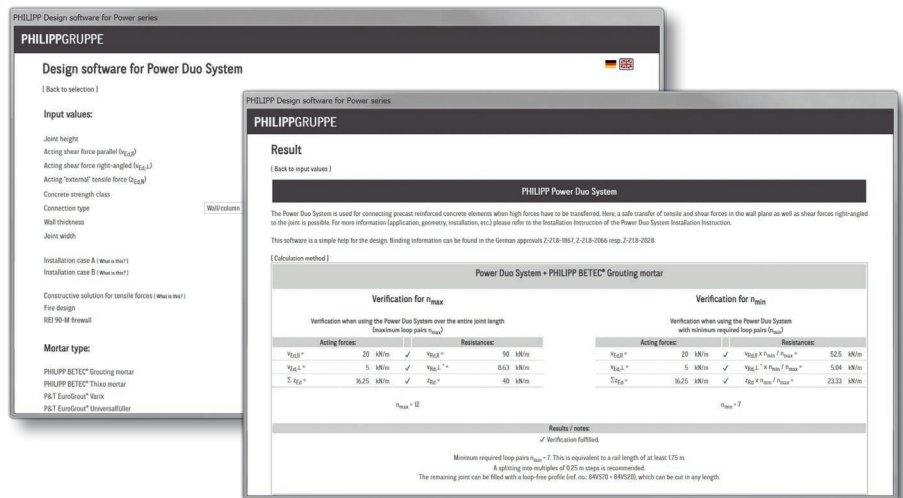 PHILIPP Design software for Power series
PHILIPPGRUPPE
Design software for Power Duo System
( Back to selection )
Input values:
Joint height
Acting shear force parallel (vEd,II)
Acting shear force right-angled (vEd,⊥)
Acting "external" tensile force (zEd,N)
Concrete strength class
Connection type Wall/column
Wall thickness
Joint width
Installation case A ( What is this? )
Installation case B ( What is this? )
Constructive solution for tensile forces ( What is this? )
Fire design
REI 90-M firewall
Mortar type:
PHILIPP BETEC® Grouting mortar
PHILIPP BETEC® Thixo mortar
P&T EuroGrout® Varix
P&T EuroGrout® Universalfüller
PHILIPP Design software for Power series
PHILIPPGRUPPE
Result
( Back to input values )
PHILIPP Power Duo System
The Power Duo System is used for connecting precast reinforced concrete elements when high forces have to be transferred. Here, a safe transfer of tensile and shear forces in the wall plane as well as shear forces right-angled
to the joint is possible. For more information (application, geometry, installation, etc.) please refer to the Installation Instruction of the Power Duo System Installation Instruction.
This software is a simple help for the design. Binding information can be found in the German approvals Z-21.8-1867, Z-21.8-2066 resp. Z-21.8-2028.
( Calculation method )
Power Duo System + PHILIPP BETEC® Grouting mortar
Verification for nmax
Verification when using the Power Duo System over the entire joint length
(maximum loop pairs nmax)
Acting forces: Resistances:
vEd,II = 20 kN/m ✓ vRd,II = 90 kN/m
vEd,⊥ = 5 kN/m ✓ vRd,⊥* = 8.63 kN/m
Σ zEd = 16.25 kN/m ✓ zRd = 40 kN/m
nmax = 12
Verification for nmin
Verification when using the Power Duo System
with minimum required loop pairs (nmin)
Acting forces: Resistances:
vEd,II = 20 kN/m ✓ vRd,II x nmin / nmax = 52.5 kN/m
vEd,⊥ = 5 kN/m ✓ vRd,⊥* x nmin / nmax = 5.04 kN/m
Σ zEd = 16.25 kN/m ✓ zRd x nmin / nmax = 23.33 kN/m
nmin = 7
Results / notes:
✓ Verification fulfilled.
Minimum required loop pairs nmin = 7. This is equivalent to a rail length of at least 1.75 m.
A splitting into multiples of 0.25 m steps is recommended.
The remaining joint can be filled with a loop-free profile (ref. no.: 84VS70 + 84VS20), which can be cut in any length.